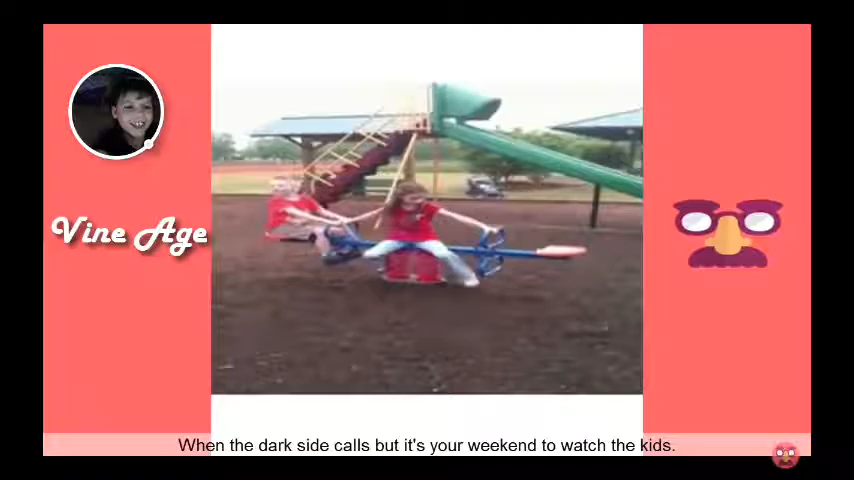 Vine Age
When the dark side calls but it's your weekend to watch the kids.